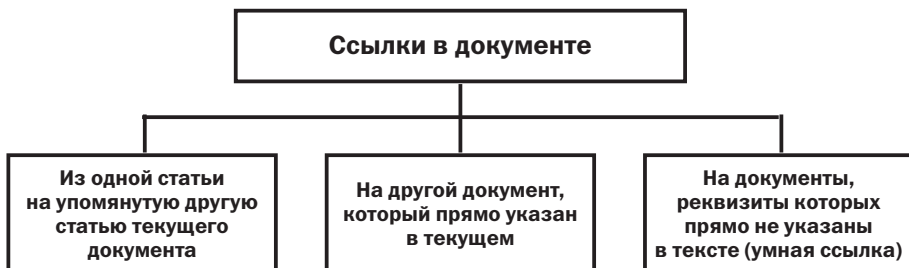 Ссылки в документе
Из одной статьи
на упомянутую другую
статью текущего
документа
На другой документ,
который прямо указан
в текущем
На документы,
реквизиты которых
прямо не указаны
в тексте (умная ссылка)